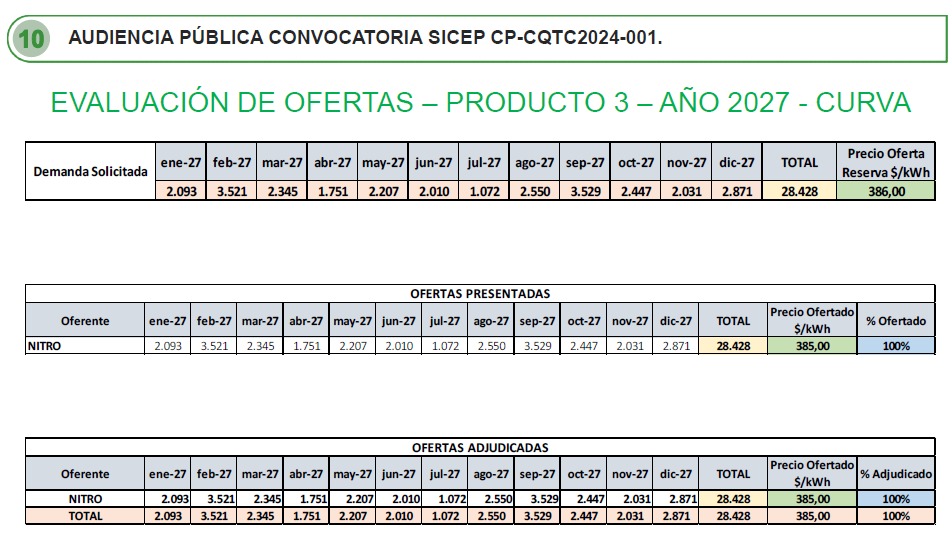 10 AUDIENCIA PÚBLICA CONVOCATORIA SICEP CP-CQTC2024-001.
EVALUACIÓN DE OFERTAS – PRODUCTO 3 – AÑO 2027 - CURVA
Demanda Solicitada ene-27 feb-27 mar-27 abr-27 may-27 jun-27 jul-27 ago-27 sep-27 oct-27 nov-27 dic-27 TOTAL Precio Oferta Reserva $/kWh
2.093 3.521 2.345 1.751 2.207 2.010 1.072 2.550 3.529 2.447 2.031 2.871 28.428 386,00
OFERTAS PRESENTADAS
Oferente ene-27 feb-27 mar-27 abr-27 may-27 jun-27 jul-27 ago-27 sep-27 oct-27 nov-27 dic-27 TOTAL Precio Ofertado $/kWh % Ofertado
NITRO 2.093 3.521 2.345 1.751 2.207 2.010 1.072 2.550 3.529 2.447 2.031 2.871 28.428 385,00 100%
OFERTAS ADJUDICADAS
Oferente ene-27 feb-27 mar-27 abr-27 may-27 jun-27 jul-27 ago-27 sep-27 oct-27 nov-27 dic-27 TOTAL Precio Ofertado $/kWh % Adjudicado
NITRO 2.093 3.521 2.345 1.751 2.207 2.010 1.072 2.550 3.529 2.447 2.031 2.871 28.428 385,00 100%
TOTAL 2.093 3.521 2.345 1.751 2.207 2.010 1.072 2.550 3.529 2.447 2.031 2.871 28.428 385,00 100%